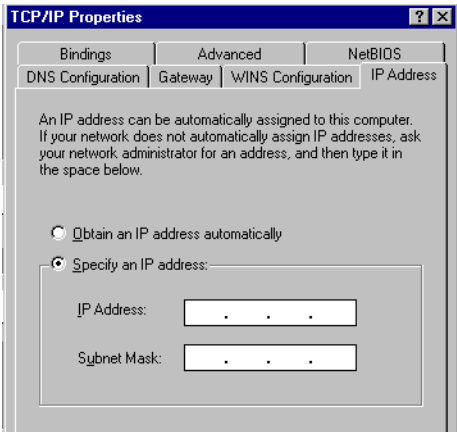 TCP/IP Properties
Bindings Advanced NetBIOS
DNS Configuration Gateway WINS Configuration IP Address
An IP address can be automatically assigned to this computer.
If your network does not automatically assign IP addresses, ask
your network administrator for an address, and then type it in
the space below.
Obtain an IP address automatically
Specify an IP address:
IP Address: . . .
Subnet Mask: . . .